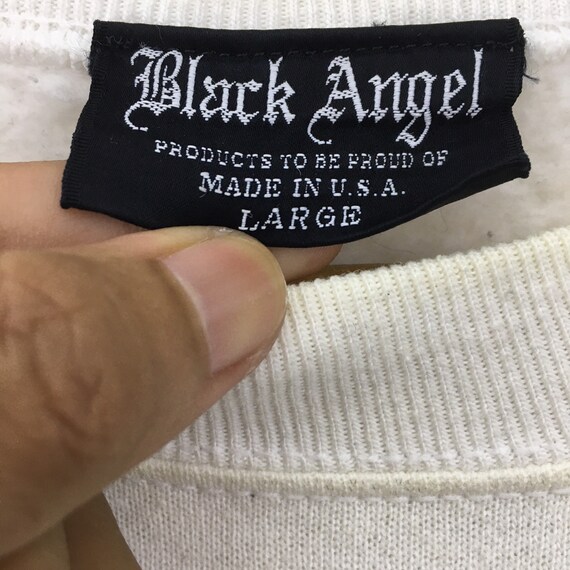 Black Angel
PRODUCTS TO BE PROUD OF
MADE IN U.S.A.
LARGE